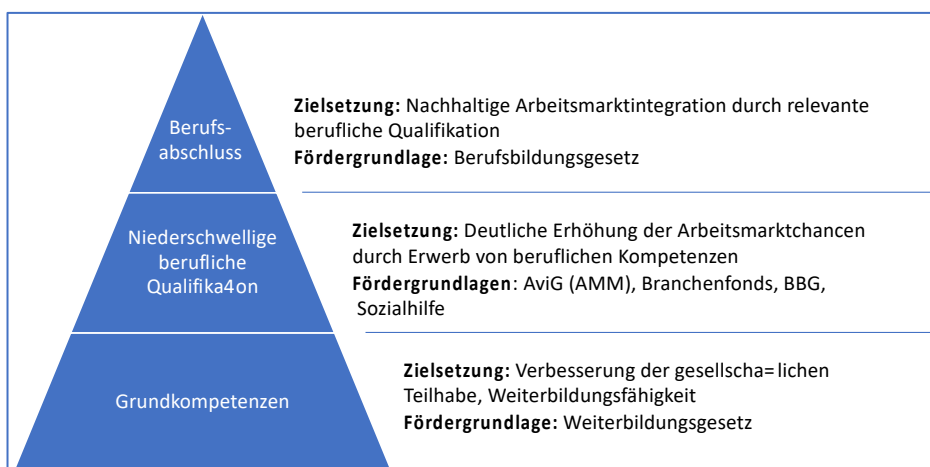 Berufs-
abschluss
Zielsetzung: Nachhaltige Arbeitsmarktintegration durch relevante
berufliche Qualifikation
Fördergrundlage: Berufsbildungsgesetz
Niederschwellige
berufliche
Qualifika4on
Zielsetzung: Deutliche Erhöhung der Arbeitsmarktchancen
durch Erwerb von beruflichen Kompetenzen
Fördergrundlagen: AviG (AMM), Branchenfonds, BBG,
Sozialhilfe
Grundkompetenzen
Zielsetzung: Verbesserung der gesellscha= lichen
Teilhabe, Weiterbildungsfähigkeit
Fördergrundlage: Weiterbildungsgesetz